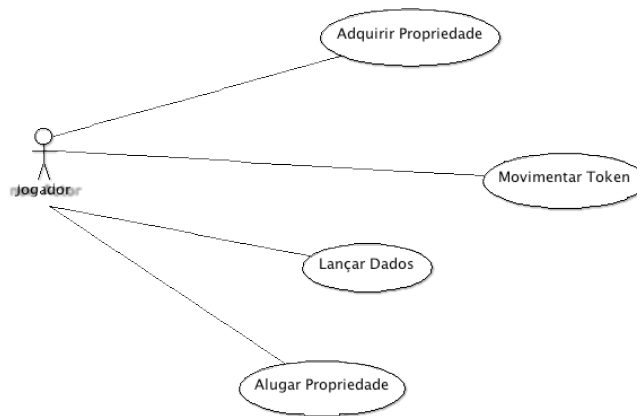 Adquirir Propriedade
Movimentar Token
Jogador
Lançar Dados
Alugar Propriedade